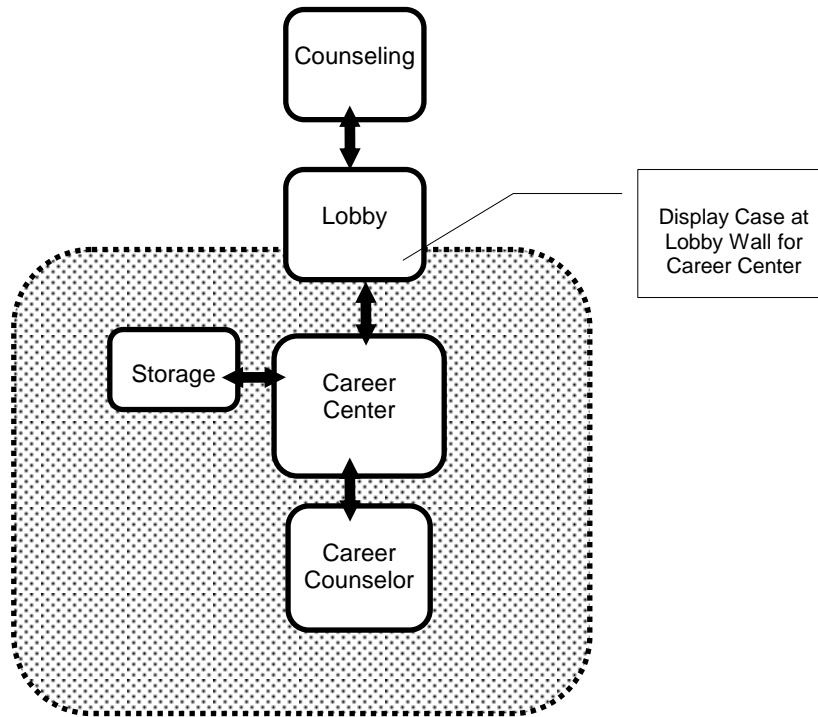 Counseling
Lobby
Display Case at
Lobby Wall for
Career Center
Storage
Career
Center
Career
Counselor